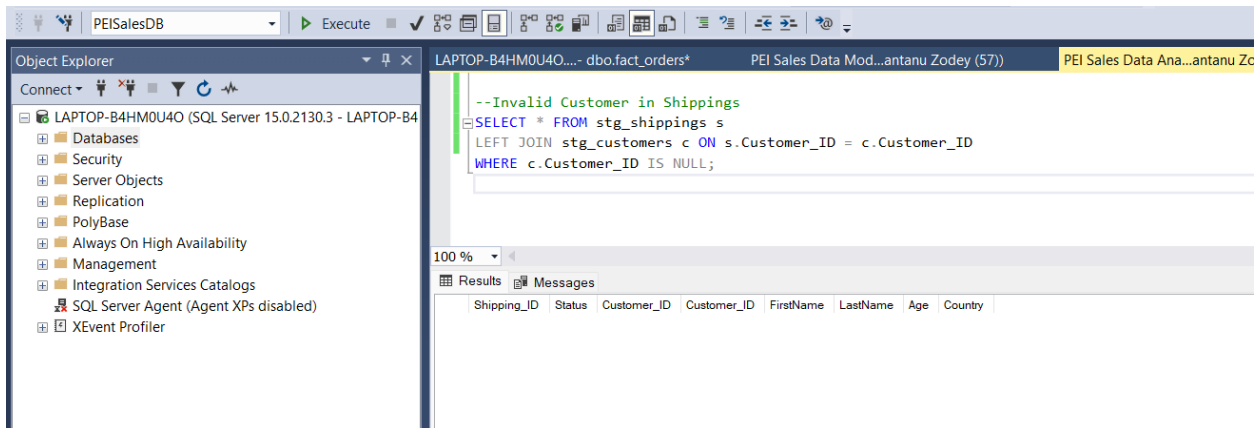 PEISalesDB
Execute
Object Explorer
Connect
LAPTOP-B4HM0U4O (SQL Server 15.0.2130.3 - LAPTOP-B4
Databases
Security
Server Objects
Replication
PolyBase
Always On High Availability
Management
Integration Services Catalogs
SQL Server Agent (Agent XPs disabled)
XEvent Profiler
LAPTOP-B4HM0U4O....- dbo.fact_orders* PEI Sales Data Mod...antanu Zodey (57)) PEI Sales Data Ana...antanu Zo
--Invalid Customer in Shippings
SELECT * FROM stg_shippings s
LEFT JOIN stg_customers c ON s.Customer_ID = c.Customer_ID
WHERE c.Customer_ID IS NULL;
100 %
Results Messages
Shipping_ID Status Customer_ID Customer_ID FirstName LastName Age Country